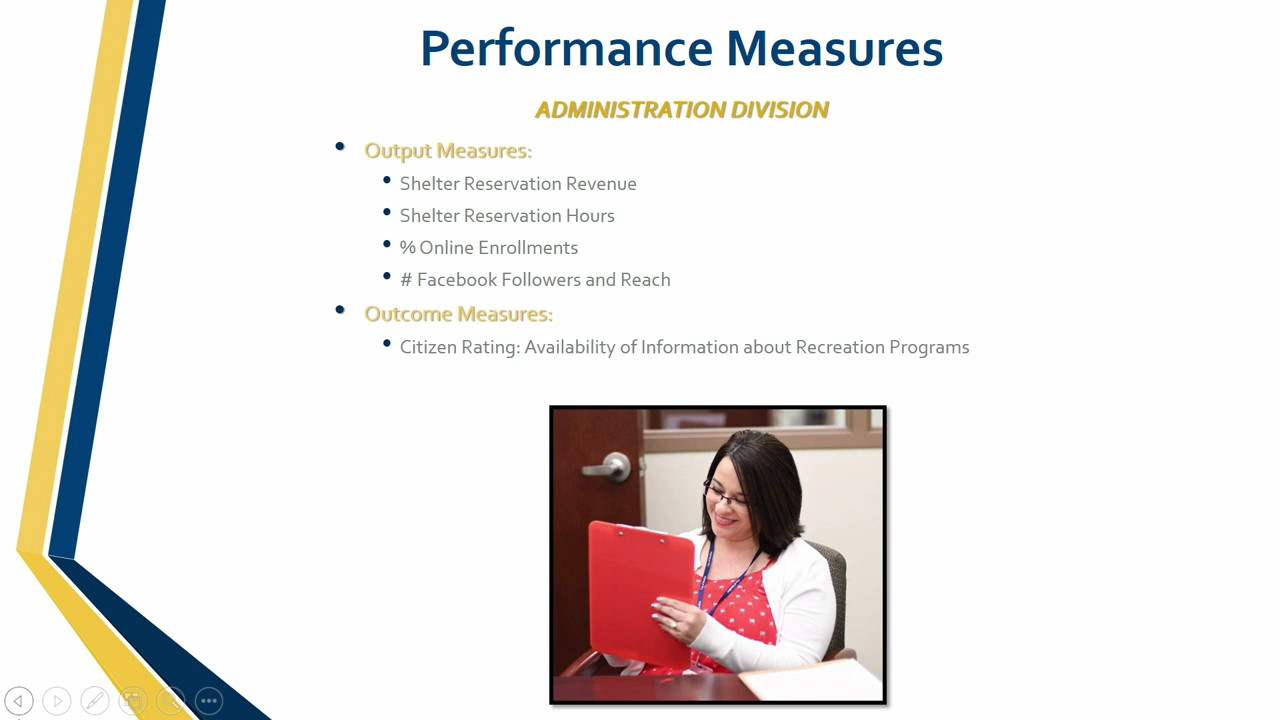 Performance Measures
ADMINISTRATION DIVISION
• Output Measures:
• Shelter Reservation Revenue
• Shelter Reservation Hours
• % Online Enrollments
• # Facebook Followers and Reach
• Outcome Measures:
• Citizen Rating: Availability of Information about Recreation Programs